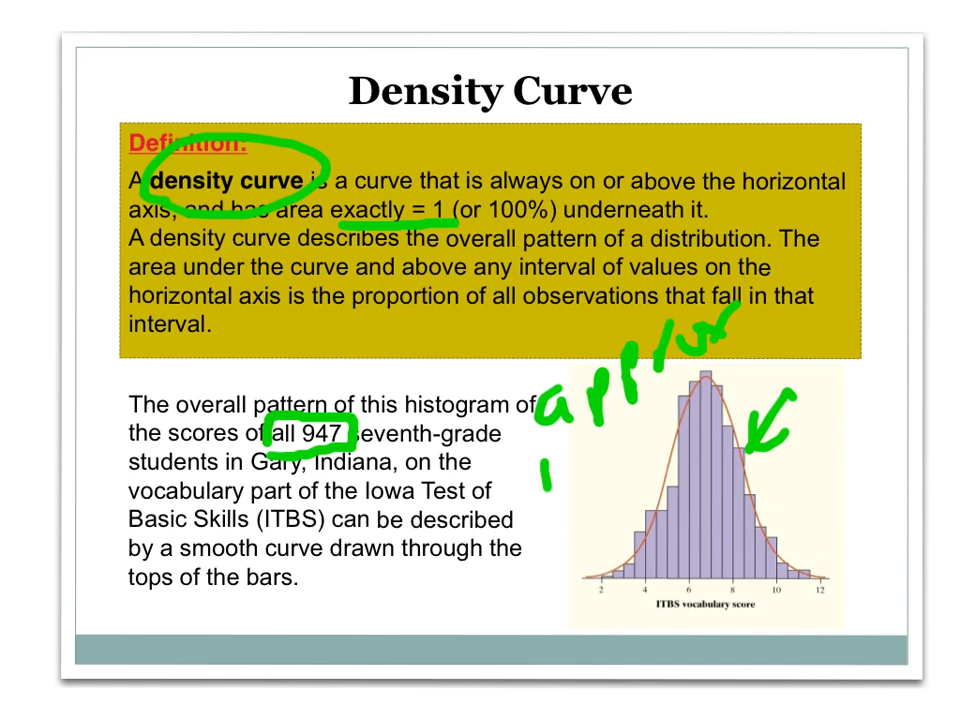 Density Curve
Definition:
A density curve is a curve that is always on or above the horizontal
axis, and has area exactly = 1 (or 100%) underneath it.
A density curve describes the overall pattern of a distribution. The
area under the curve and above any interval of values on the
horizontal axis is the proportion of all observations that fall in that
interval.
approx
The overall pattern of this histogram of
the scores of all 947 seventh-grade
students in Gary, Indiana, on the
vocabulary part of the Iowa Test of
Basic Skills (ITBS) can be described
by a smooth curve drawn through the
tops of the bars.
2 4 6 8 10 12
ITBS vocabulary score